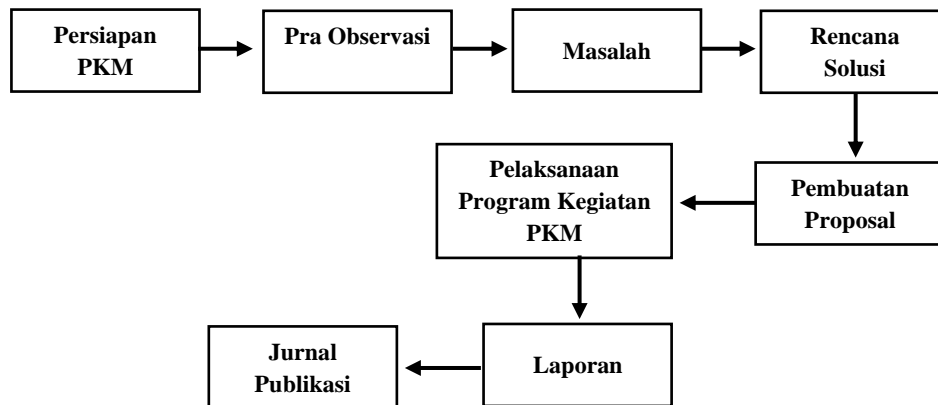 Persiapan
PKM
Pra Observasi
Masalah
Rencana
Solusi
Pembuatan
Proposal
Pelaksanaan
Program Kegiatan
PKM
Laporan
Jurnal
Publikasi